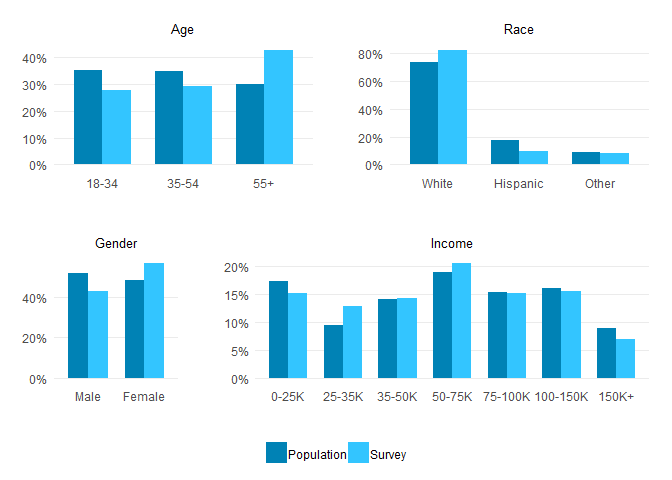 Age
40%
30%
20%
10%
0%
18-34 35-54 55+
Race
80%
60%
40%
20%
0%
White Hispanic Other
Gender
40%
20%
0%
Male Female
Income
20%
15%
10%
5%
0%
0-25K 25-35K 35-50K 50-75K 75-100K 100-150K 150K+
Population Survey